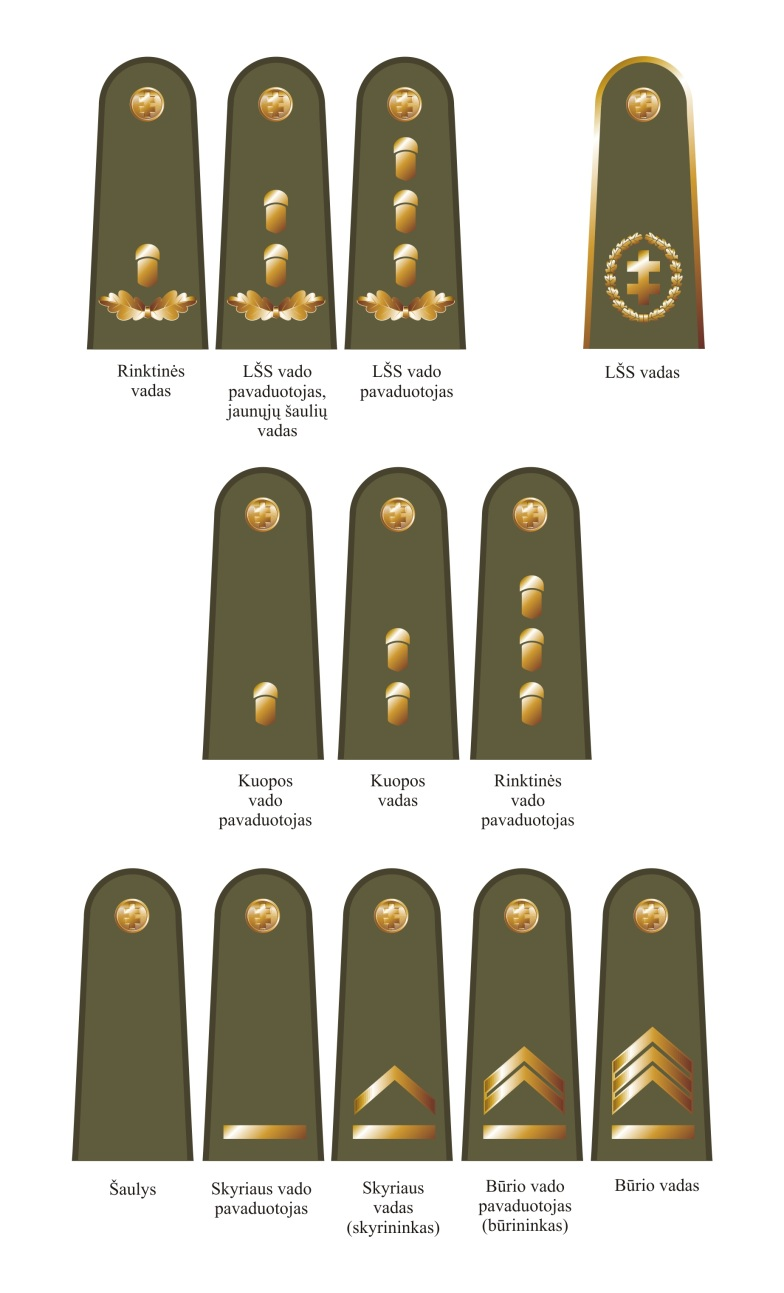 Rinktinės
vadas
LŠS vado
pavaduotojas,
jaunųjų šaulių
vadas
LŠS vado
pavaduotojas
LŠS vadas
Kuopos
vado
pavaduotojas
Kuopos
vadas
Rinktinės
vado
pavaduotojas
Šaulys
Skyriaus vado
pavaduotojas
Skyriaus
vadas
(skyrininkas)
Būrio vado
pavaduotojas
(būrininkas)
Būrio vadas